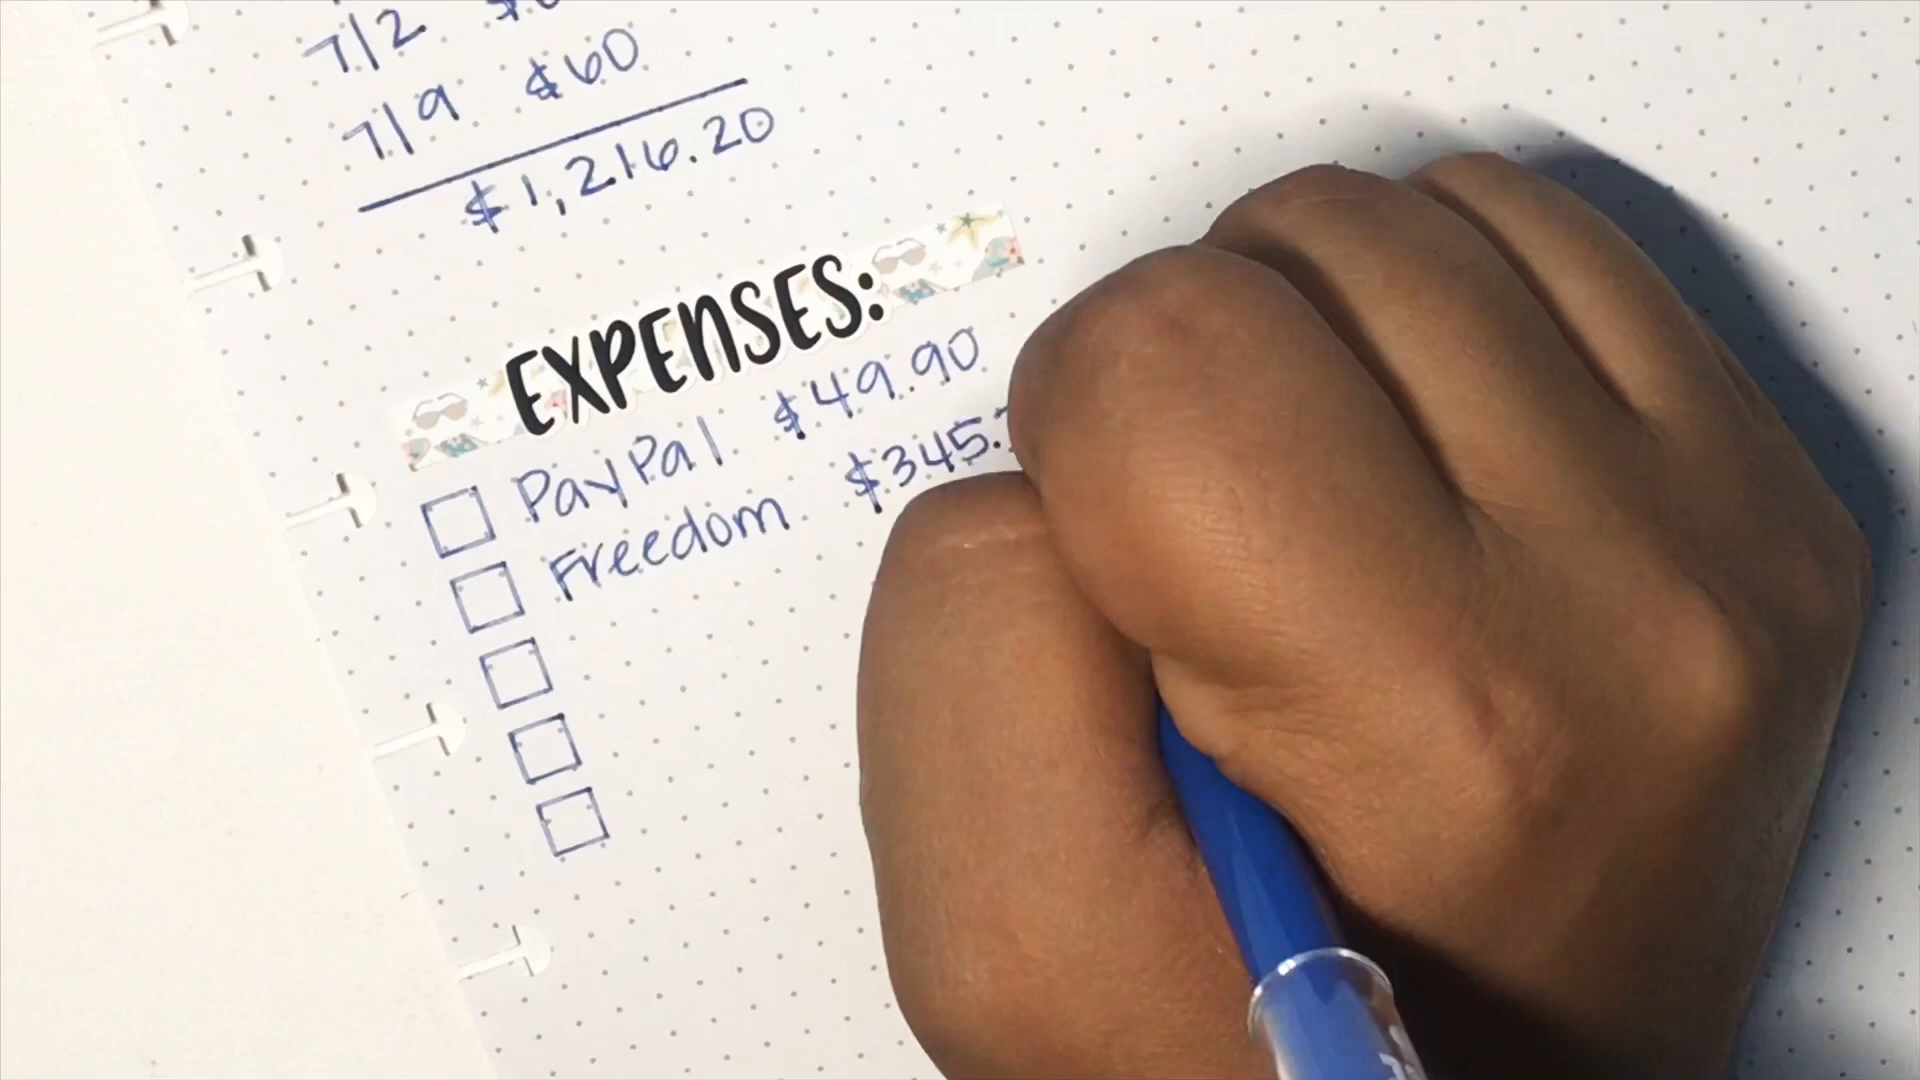 7/2
7/9 $60
$1,216.20
EXPENSES:
PayPal $49.90
Freedom $345.